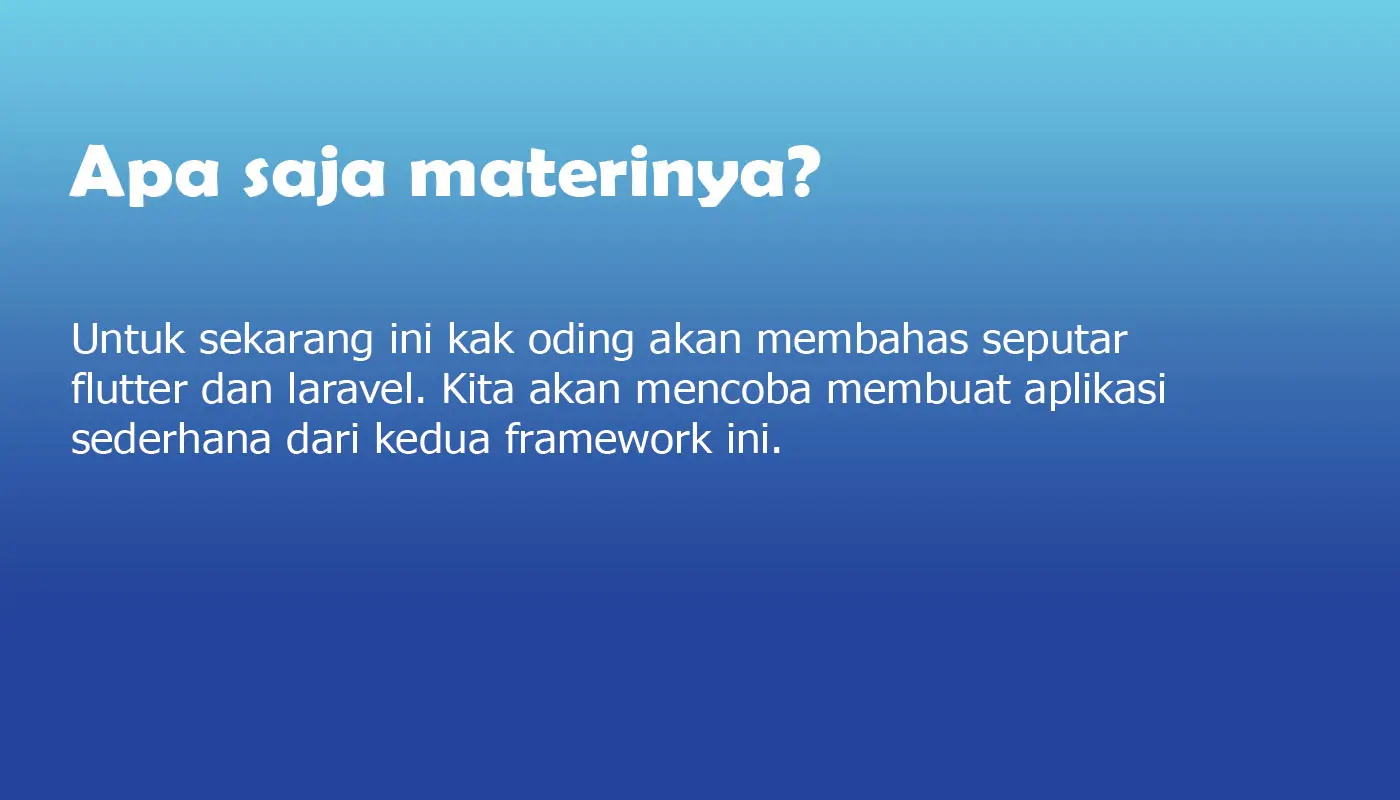 Apa saja materinya?
Untuk sekarang ini kak oding akan membahas seputar
flutter dan laravel. Kita akan mencoba membuat aplikasi
sederhana dari kedua framework ini.